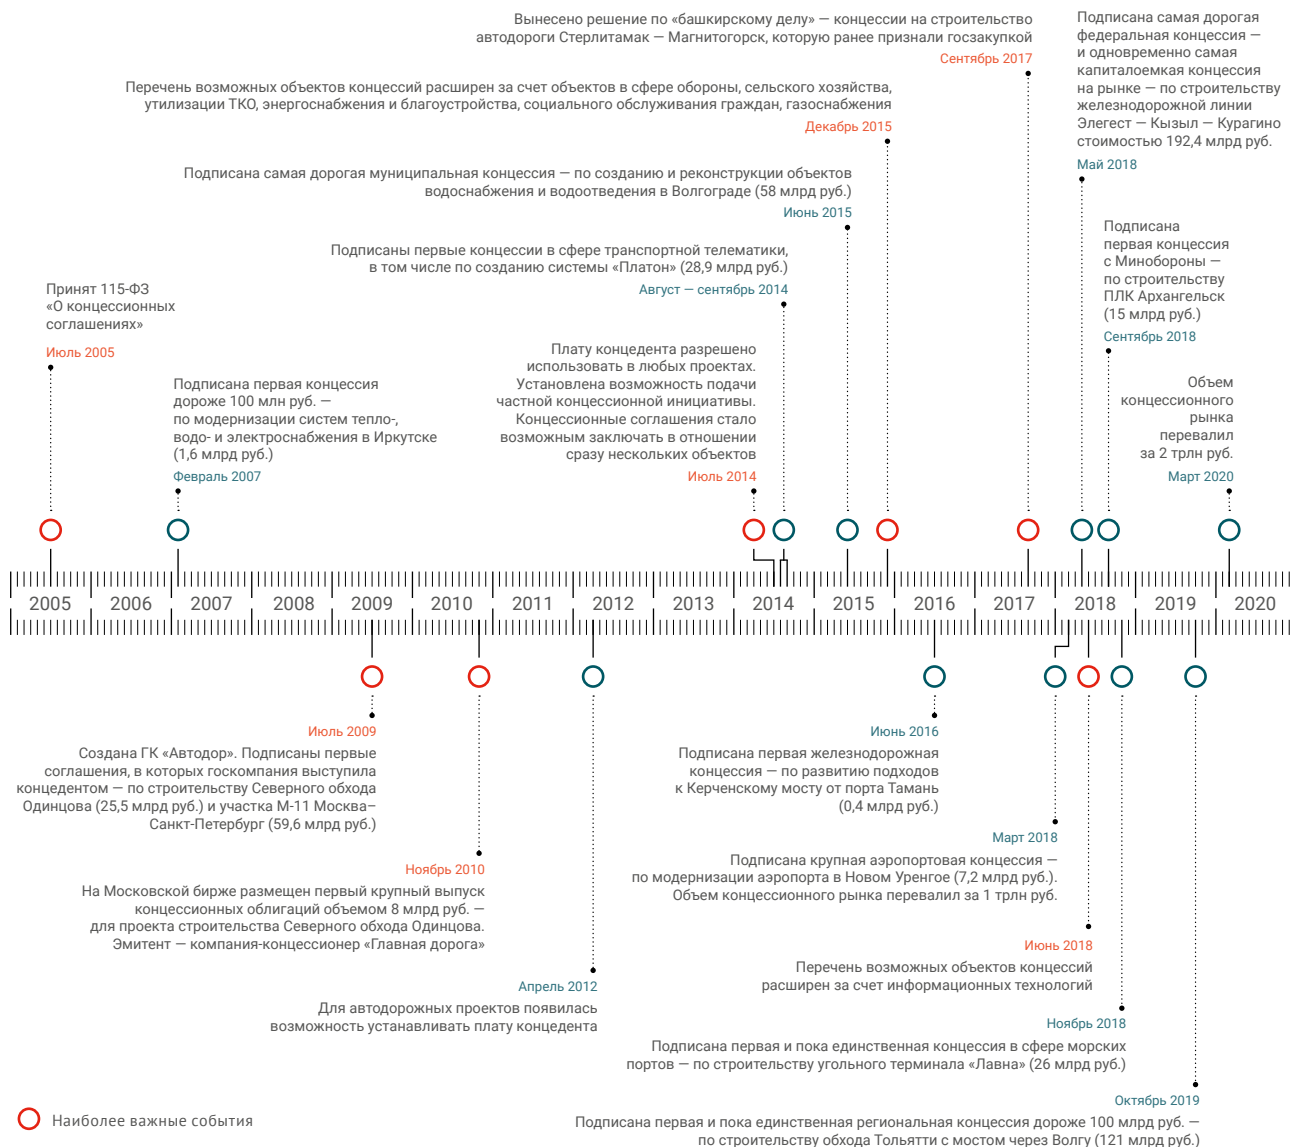 Вынесено решение по «башкирскому делу» — концессии на строительство
автодороги Стерлитамак — Магнитогорск, которую ранее признали госзакупкой
Сентябрь 2017
Подписана самая дорогая
федеральная концессия —
и одновременно самая
капиталоемкая концессия
на рынке — по строительству
железнодорожной линии
Элегест — Кызыл — Курагино
стоимостью 192,4 млрд руб.
Май 2018
Перечень возможных объектов концессий расширен за счет объектов в сфере обороны, сельского хозяйства,
утилизации ТКО, энергоснабжения и благоустройства, социального обслуживания граждан, газоснабжения
Декабрь 2015
Подписана самая дорогая муниципальная концессия — по созданию и реконструкции объектов
водоснабжения и водоотведения в Волгограде (58 млрд руб.)
Июнь 2015
Подписана
первая концессия
с Минобороны —
по строительству
ПЛК Архангельск
(15 млрд руб.)
Сентябрь 2018
Подписаны первые концессии в сфере транспортной телематики,
в том числе по созданию системы «Платон» (28,9 млрд руб.)
Август — сентябрь 2014
Принят 115-ФЗ
«О концессионных
соглашениях»
Июль 2005
Плату концедента разрешено
использовать в любых проектах.
Установлена возможность подачи
частной концессионной инициативы.
Концессионные соглашения стало
возможным заключать в отношении
сразу нескольких объектов
Июль 2014
Подписана первая концессия
дороже 100 млн руб. —
по модернизации систем тепло-,
водо- и электроснабжения в Иркутске
(1,6 млрд руб.)
Февраль 2007
Объем
концессионного
рынка
перевалил
за 2 трлн руб.
Март 2020
2005 2006 2007 2008 2009 2010 2011 2012 2013 2014 2015 2016 2017 2018 2019 2020
Июль 2009
Создана ГК «Автодор». Подписаны первые
соглашения, в которых госкомпания выступила
концедентом — по строительству Северного обхода
Одинцова (25,5 млрд руб.) и участка М-11 Москва–
Санкт-Петербург (59,6 млрд руб.)
Июнь 2016
Подписана первая железнодорожная
концессия — по развитию подходов
к Керченскому мосту от порта Тамань
(0,4 млрд руб.)
Март 2018
Подписана крупная аэропортовая концессия —
по модернизации аэропорта в Новом Уренгое (7,2 млрд руб.).
Объем концессионного рынка перевалил за 1 трлн руб.
Ноябрь 2010
На Московской бирже размещен первый крупный выпуск
концессионных облигаций объемом 8 млрд руб. —
для проекта строительства Северного обхода Одинцова.
Эмитент — компания-концессионер «Главная дорога»
Июнь 2018
Перечень возможных объектов концессий
расширен за счет информационных технологий
Апрель 2012
Для автодорожных проектов появилась
возможность устанавливать плату концедента
Ноябрь 2018
Подписана первая и пока единственная концессия в сфере морских
портов — по строительству угольного терминала «Лавна» (26 млрд руб.)
Октябрь 2019
Подписана первая и пока единственная региональная концессия дороже 100 млрд руб. —
по строительству обхода Тольятти с мостом через Волгу (121 млрд руб.)
Наиболее важные события